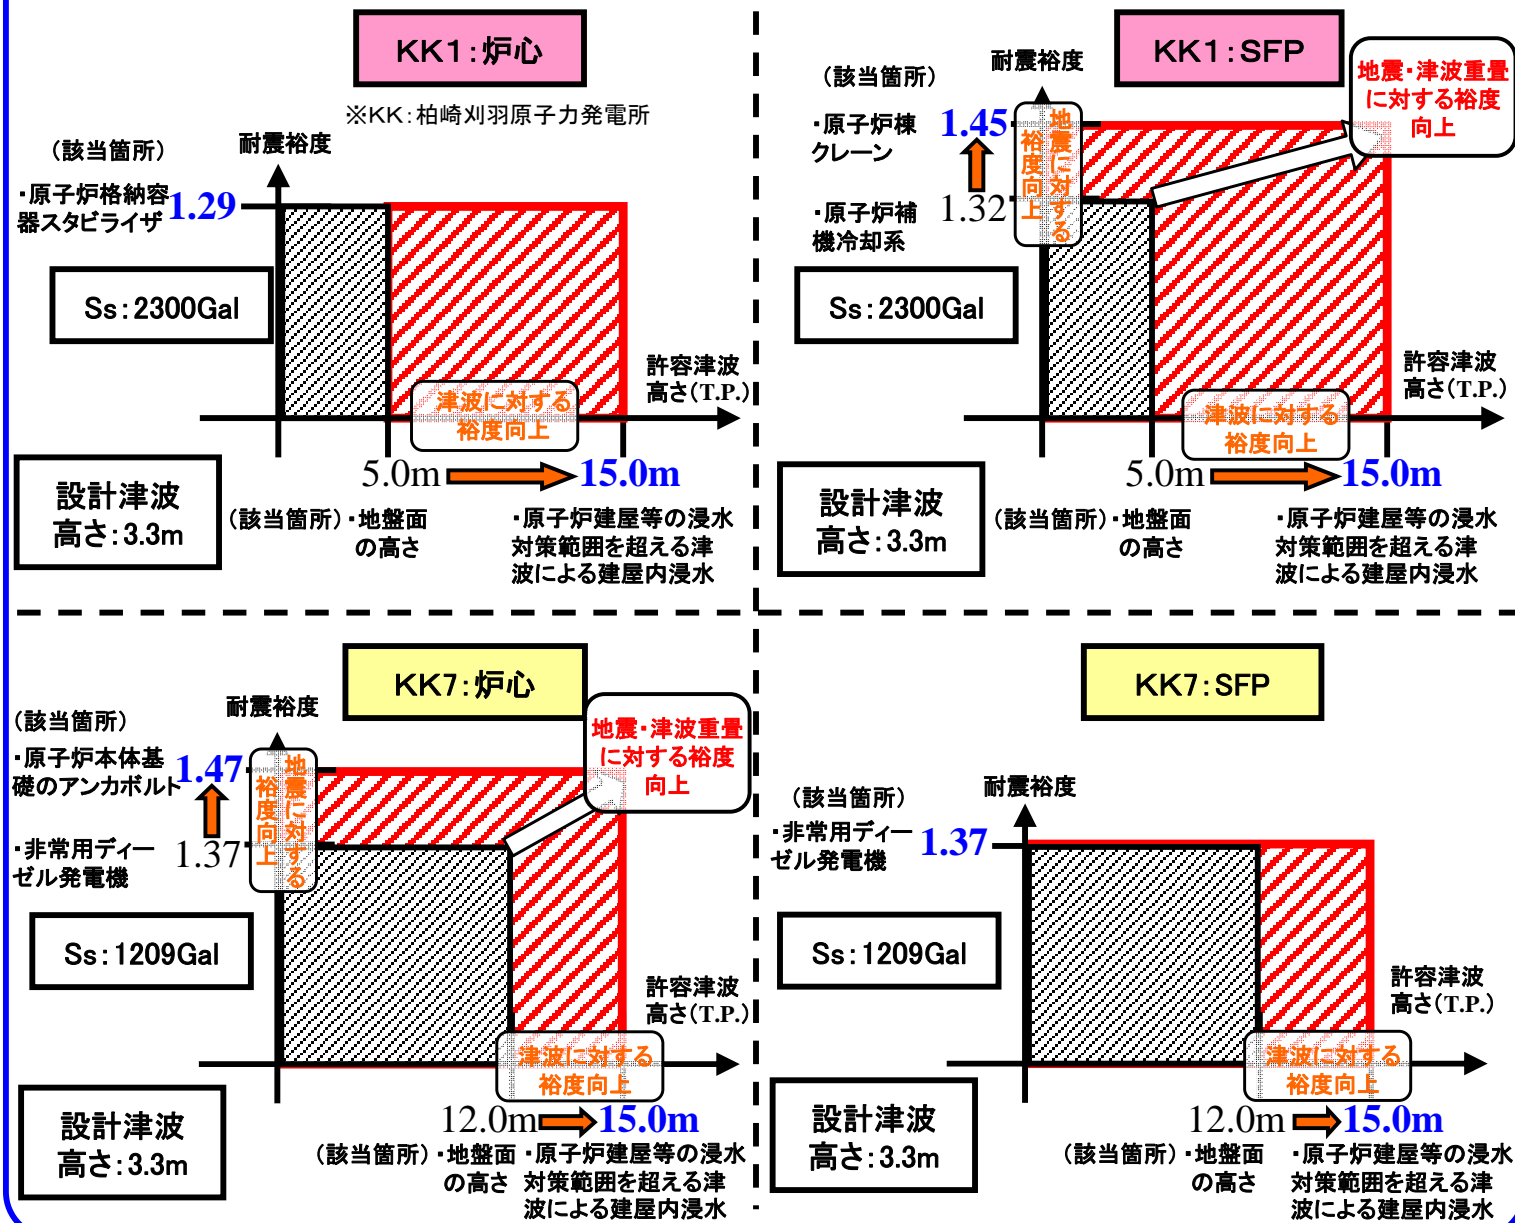 KK1：炉心
※KK：柏崎刈羽原子力発電所
（該当箇所）
耐震裕度
・原子炉格納容
器スタビライザ
1.29
Ss：2300Gal
許容津波
高さ（T.P.）
津波に対する
裕度向上
5.0m
15.0m
設計津波
高さ：3.3m
（該当箇所）
・地盤面
の高さ
・原子炉建屋等の浸水
対策範囲を超える津
波による建屋内浸水
KK1：SFP
（該当箇所）
耐震裕度
地震・津波重畳
に対する裕度
向上
・原子炉棟
クレーン
1.45
地震に対する
裕度向上
1.32
・原子炉補
機冷却系
Ss：2300Gal
許容津波
高さ（T.P.）
津波に対する
裕度向上
5.0m
15.0m
設計津波
高さ：3.3m
（該当箇所）
・地盤面
の高さ
・原子炉建屋等の浸水
対策範囲を超える津
波による建屋内浸水
KK7：炉心
（該当箇所）
耐震裕度
地震・津波重畳
に対する裕度
向上
・原子炉本体基
礎のアンカボルト
1.47
地震に対する
裕度向上
1.37
・非常用ディー
ゼル発電機
Ss：1209Gal
許容津波
高さ（T.P.）
津波に対する
裕度向上
12.0m
15.0m
設計津波
高さ：3.3m
（該当箇所）
・地盤面
の高さ
・原子炉建屋等の浸水
対策範囲を超える津
波による建屋内浸水
KK7：SFP
（該当箇所）
耐震裕度
・非常用ディー
ゼル発電機
1.37
Ss：1209Gal
許容津波
高さ（T.P.）
津波に対する
裕度向上
12.0m
15.0m
設計津波
高さ：3.3m
（該当箇所）
・地盤面
の高さ
・原子炉建屋等の浸水
対策範囲を超える津
波による建屋内浸水